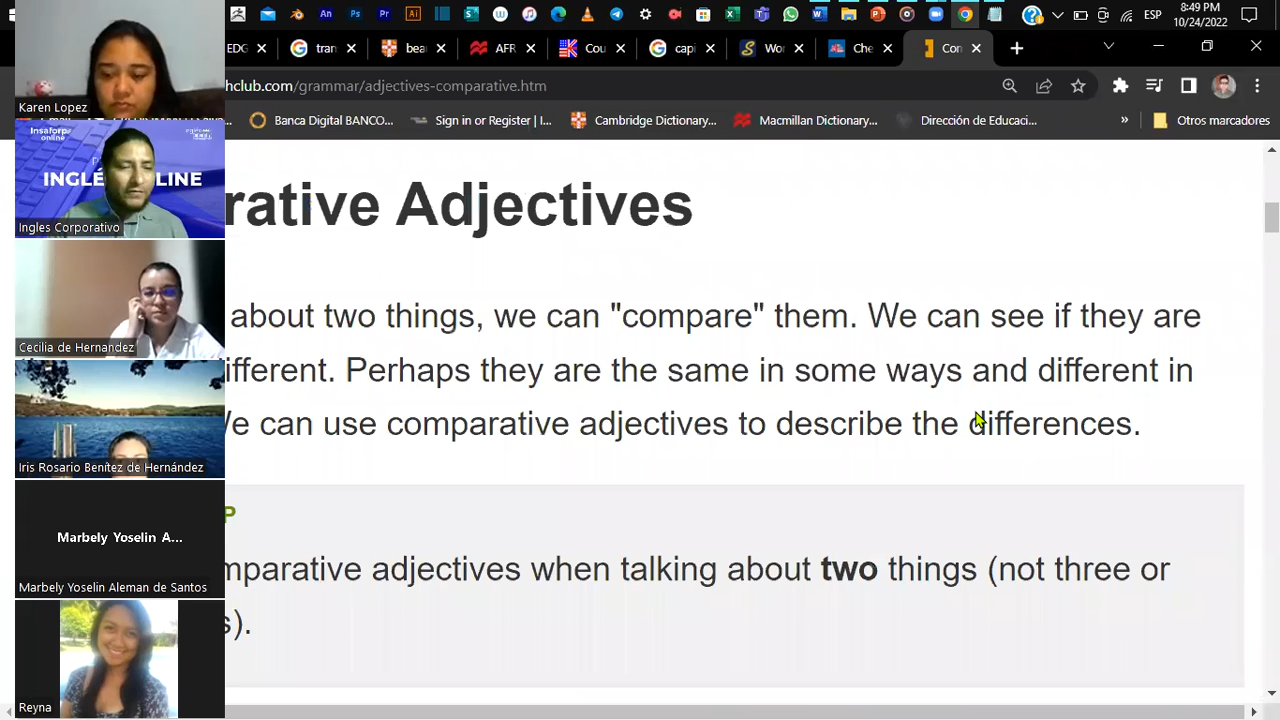 8:49 PM
ESP
10/24/2022
EDG
tran
bear
AFR
Cou
capi
Wor
Che
Con
hclub.com/grammar/adjectives-comparative.htm
Banca Digital BANCO...
Sign in or Register | I...
Cambridge Dictionary...
Macmillan Dictionary...
Dirección de Educaci...
»
Otros marcadores
Karen Lopez
Insaforp
online
INGLÉ
LINE
Ingles Corporativo
Cecilia de Hernandez
Iris Rosario Benítez de Hernández
Marbely Yoselin A...
Marbely Yoselin Aleman de Santos
Reyna
rative Adjectives
about two things, we can "compare" them. We can see if they are
ifferent. Perhaps they are the same in some ways and different in
We can use comparative adjectives to describe the differences.
P
mparative adjectives when talking about two things (not three or
s).